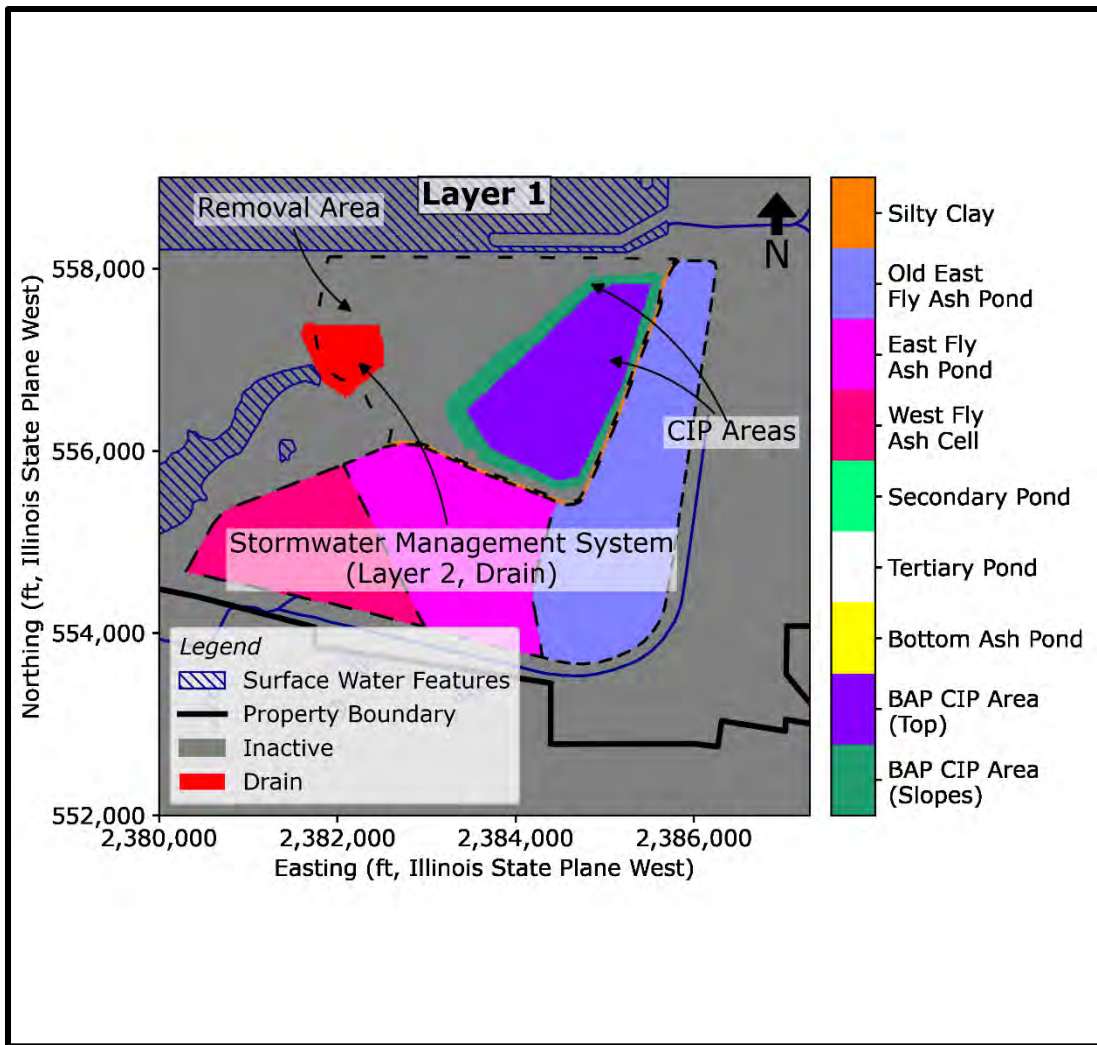 Layer 1
Removal Area
N
CIP Areas
Stormwater Management System
(Layer 2, Drain)
Legend
Surface Water Features
Property Boundary
Inactive
Drain
558,000
556,000
554,000
552,000
Northing (ft, Illinois State Plane West)
2,380,000
2,382,000
2,384,000
2,386,000
Easting (ft, Illinois State Plane West)
Silty Clay
Old East
Fly Ash Pond
East Fly
Ash Pond
West Fly
Ash Cell
Secondary Pond
Tertiary Pond
Bottom Ash Pond
BAP CIP Area
(Top)
BAP CIP Area
(Slopes)